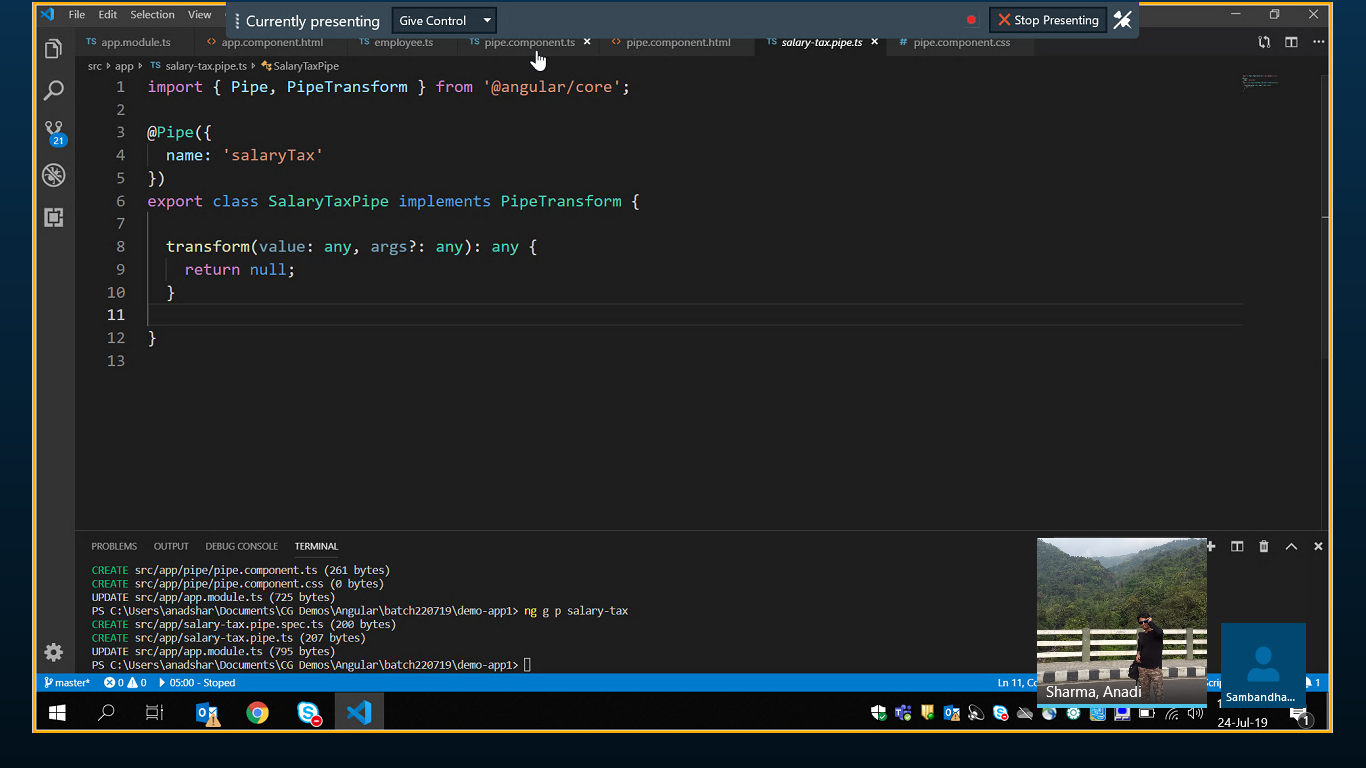 File Edit Selection View
Currently presenting Give Control Stop Presenting
app.module.ts app.component.html employee.ts pipe.component.ts pipe.component.html salary-tax.pipe.ts pipe.component.css
src app salary-tax.pipe.ts SalaryTaxPipe
1 import { Pipe, PipeTransform } from '@angular/core';
2
3 @Pipe({
4 name: 'salaryTax'
5 })
6 export class SalaryTaxPipe implements PipeTransform {
7
8 transform(value: any, args?: any): any {
9 return null;
10 }
11
12 }
13
21
PROBLEMS OUTPUT DEBUG CONSOLE TERMINAL
CREATE src/app/pipe/pipe.component.ts (261 bytes)
CREATE src/app/pipe/pipe.component.css (0 bytes)
UPDATE src/app/app.module.ts (725 bytes)
PS C:\Users\anadshar\Documents\CG Demos\Angular\batch220719\demo-app1> ng g p salary-tax
CREATE src/app/salary-tax.pipe.spec.ts (200 bytes)
CREATE src/app/salary-tax.pipe.ts (207 bytes)
UPDATE src/app/app.module.ts (795 bytes)
PS C:\Users\anadshar\Documents\CG Demos\Angular\batch220719\demo-app1>
Sharma, Anadi
Sambandha...
master* 0 0 05:00 - Stoped Ln 11, 1
24-Jul-19 1